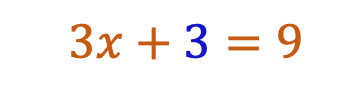 3x + 3 = 9